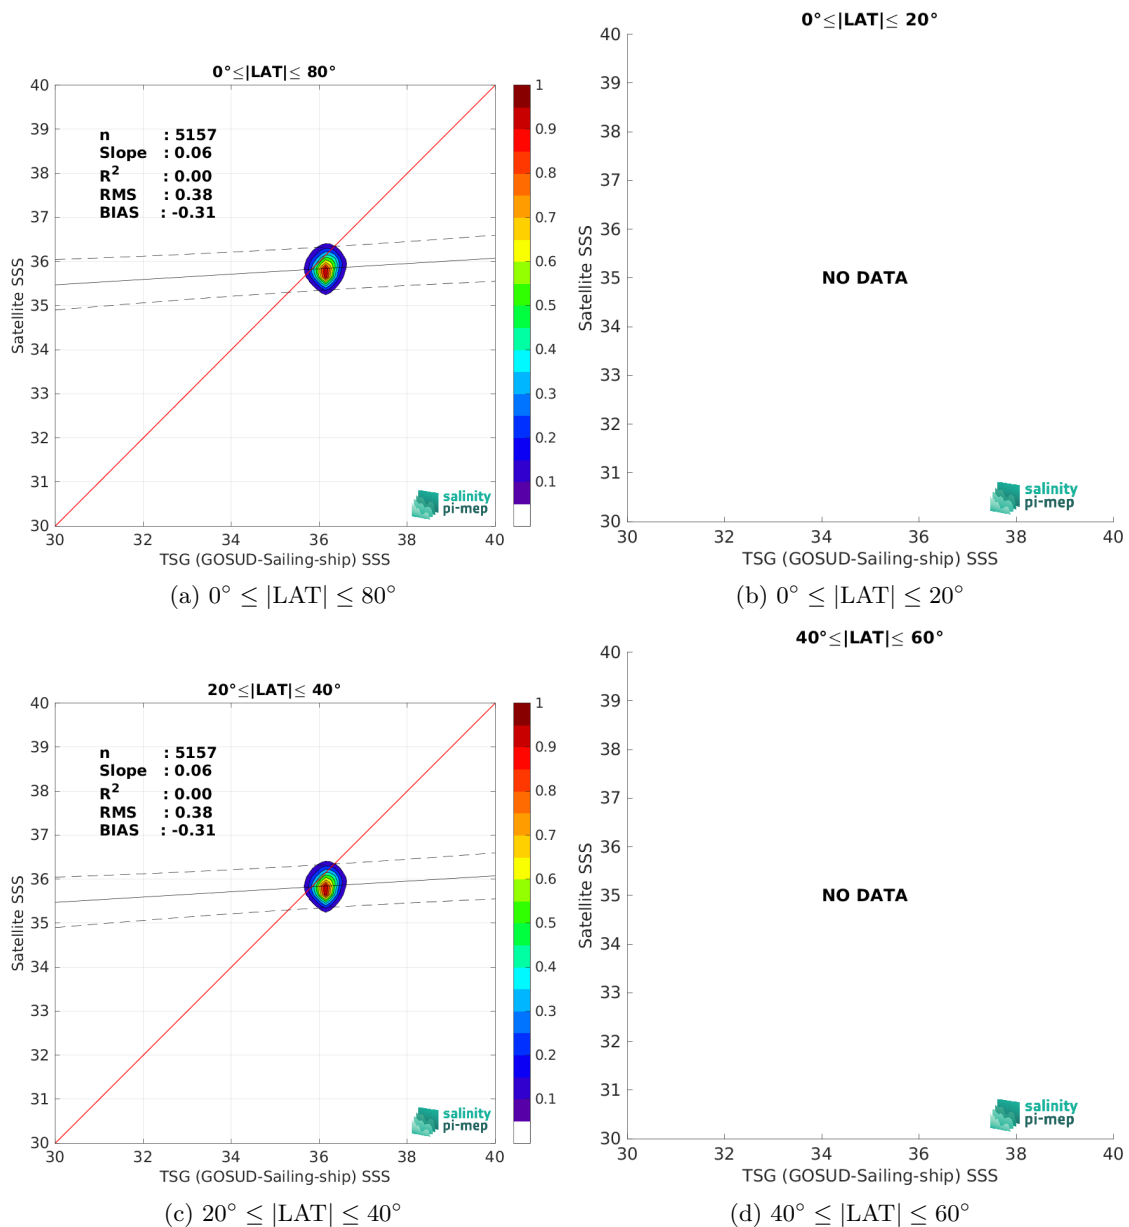 0°≤|LAT|≤ 80°
40
39
38
37
36
35
34
33
32
31
30
Satellite SSS
n : 5157
Slope : 0.06
R² : 0.00
RMS : 0.38
BIAS : -0.31
1
0.9
0.8
0.7
0.6
0.5
0.4
0.3
0.2
0.1
salinity
pi-mep
30 32 34 36 38 40
TSG (GOSUD-Sailing-ship) SSS
(a) 0° ≤ |LAT| ≤ 80°
0°≤|LAT|≤ 20°
40
39
38
37
36
35
34
33
32
31
30
Satellite SSS
NO DATA
salinity
pi-mep
30 32 34 36 38 40
TSG (GOSUD-Sailing-ship) SSS
(b) 0° ≤ |LAT| ≤ 20°
20°≤|LAT|≤ 40°
40
39
38
37
36
35
34
33
32
31
30
Satellite SSS
n : 5157
Slope : 0.06
R² : 0.00
RMS : 0.38
BIAS : -0.31
1
0.9
0.8
0.7
0.6
0.5
0.4
0.3
0.2
0.1
salinity
pi-mep
30 32 34 36 38 40
TSG (GOSUD-Sailing-ship) SSS
(c) 20° ≤ |LAT| ≤ 40°
40°≤|LAT|≤ 60°
40
39
38
37
36
35
34
33
32
31
30
Satellite SSS
NO DATA
salinity
pi-mep
30 32 34 36 38 40
TSG (GOSUD-Sailing-ship) SSS
(d) 40° ≤ |LAT| ≤ 60°